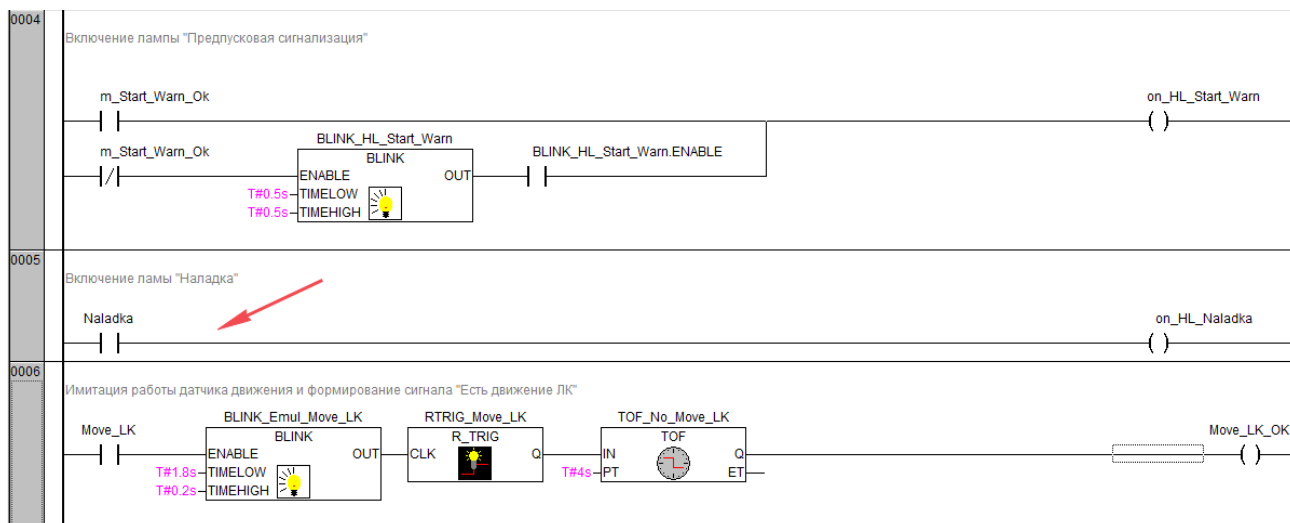 0004
Включение лампы "Предпусковая сигнализация"
m_Start_Warn_Ok
on_HL_Start_Warn
m_Start_Warn_Ok
BLINK_HL_Start_Warn
BLINK
BLINK_HL_Start_Warn.ENABLE
ENABLE OUT
T#0.5s TIMELOW
T#0.5s TIMEHIGH
0005
Включение ламы "Наладка"
Naladka
on_HL_Naladka
0006
Имитация работы датчика движения и формирование сигнала "Есть движение ЛК"
Move_LK
BLINK_Emul_Move_LK
BLINK
ENABLE OUT
T#1.8s TIMELOW
T#0.2s TIMEHIGH
RTRIG_Move_LK
R_TRIG
CLK Q
TOF_No_Move_LK
TOF
IN Q
T#4s PT ET
Move_LK_OK